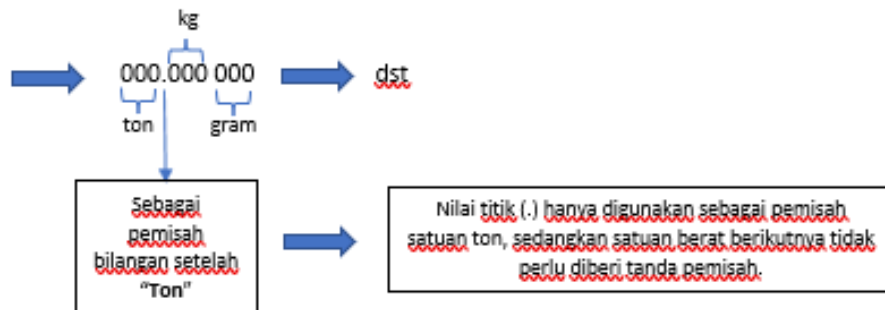 kg
000.000 000
dst
ton
gram
Sebagai
pemisah
bilangan setelah
“Ton”
Nilai titik (.) hanya digunakan sebagai pemisah
satuan ton, sedangkan satuan berat berikutnya tidak
perlu diberi tanda pemisah.